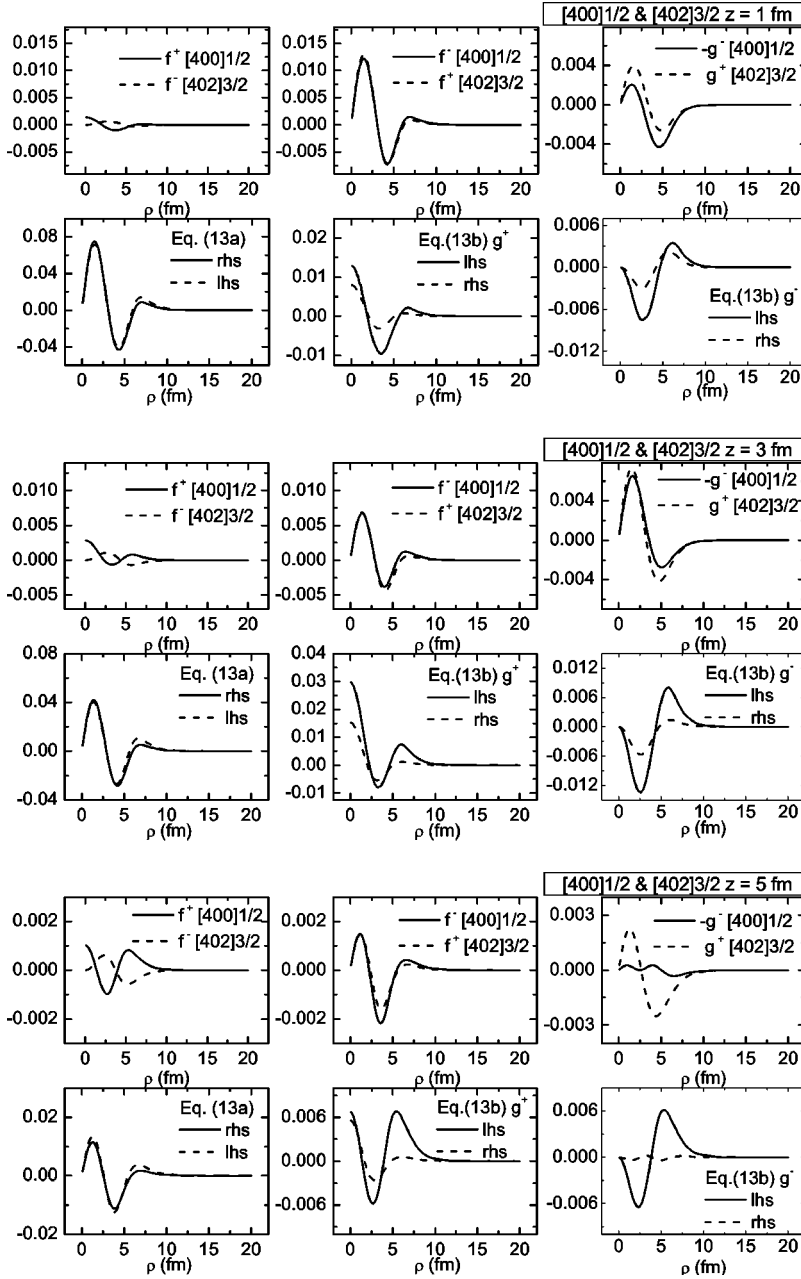 [400]1/2 & [402]3/2 z = 1 fm
0.015
0.010
0.005
0.000
-0.005
f⁺ [400]1/2
f⁻ [402]3/2
0 5 10 15 20
ρ (fm)
0.015
0.010
0.005
0.000
-0.005
f⁻ [400]1/2
f⁺ [402]3/2
0 5 10 15 20
ρ (fm)
0.004
0.000
-0.004
-g⁻ [400]1/2
g⁺ [402]3/2
0 5 10 15 20
ρ (fm)
0.08
0.04
0.00
-0.04
Eq. (13a)
rhs
lhs
0 5 10 15 20
ρ (fm)
0.03
0.02
0.01
0.00
-0.01
Eq.(13b) g⁺
lhs
rhs
0 5 10 15 20
ρ (fm)
0.006
0.000
-0.006
-0.012
Eq.(13b) g⁻
lhs
rhs
0 5 10 15 20
ρ (fm)
[400]1/2 & [402]3/2 z = 3 fm
0.010
0.005
0.000
-0.005
f⁺ [400]1/2
f⁻ [402]3/2
0 5 10 15 20
ρ (fm)
0.010
0.005
0.000
-0.005
f⁻ [400]1/2
f⁺ [402]3/2
0 5 10 15 20
ρ (fm)
0.004
0.000
-0.004
-g⁻ [400]1/2
g⁺ [402]3/2
0 5 10 15 20
ρ (fm)
0.08
0.04
0.00
-0.04
Eq. (13a)
rhs
lhs
0 5 10 15 20
ρ (fm)
0.04
0.03
0.02
0.01
0.00
0.01
Eq.(13b) g⁺
lhs
rhs
0 5 10 15 20
ρ (fm)
0.012
0.006
0.000
-0.006
-0.012
Eq.(13b) g⁻
lhs
rhs
0 5 10 15 20
ρ (fm)
[400]1/2 & [402]3/2 z = 5 fm
0.002
0.000
-0.002
f⁺ [400]1/2
f⁻ [402]3/2
0 5 10 15 20
ρ (fm)
0.002
0.000
-0.002
f⁻ [400]1/2
f⁺ [402]3/2
0 5 10 15 20
ρ (fm)
0.003
0.000
-0.003
-g⁻ [400]1/2
g⁺ [402]3/2
0 5 10 15 20
ρ (fm)
0.02
0.00
-0.02
Eq. (13a)
rhs
lhs
0 5 10 15 20
ρ (fm)
0.006
0.000
-0.006
Eq.(13b) g⁺
lhs
rhs
0 5 10 15 20
ρ (fm)
0.006
0.000
-0.006
Eq.(13b) g⁻
lhs
rhs
0 5 10 15 20
ρ (fm)